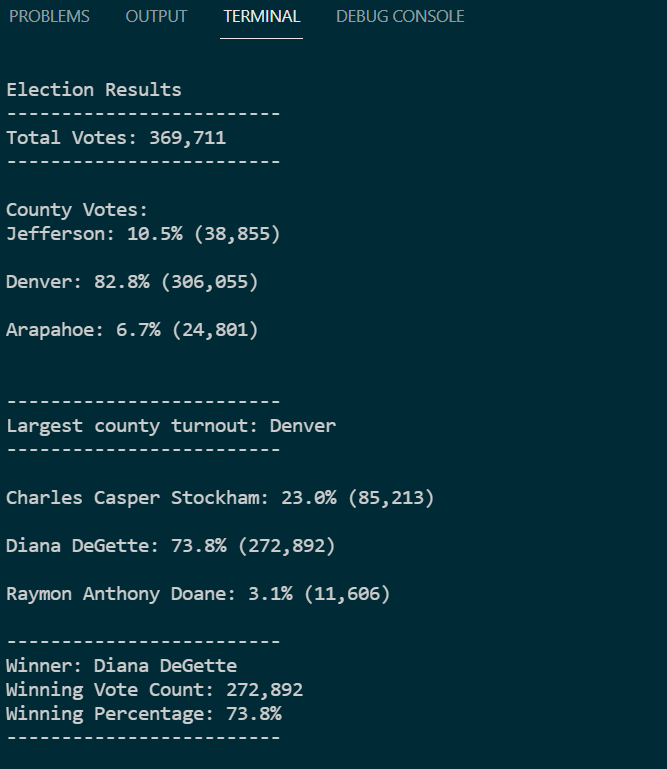 PROBLEMS OUTPUT TERMINAL DEBUG CONSOLE
Election Results
-------------------------
Total Votes: 369,711
-------------------------
County Votes:
Jefferson: 10.5% (38,855)
Denver: 82.8% (306,055)
Arapahoe: 6.7% (24,801)
-------------------------
Largest county turnout: Denver
-------------------------
Charles Casper Stockham: 23.0% (85,213)
Diana DeGette: 73.8% (272,892)
Raymon Anthony Doane: 3.1% (11,606)
-------------------------
Winner: Diana DeGette
Winning Vote Count: 272,892
Winning Percentage: 73.8%
-------------------------